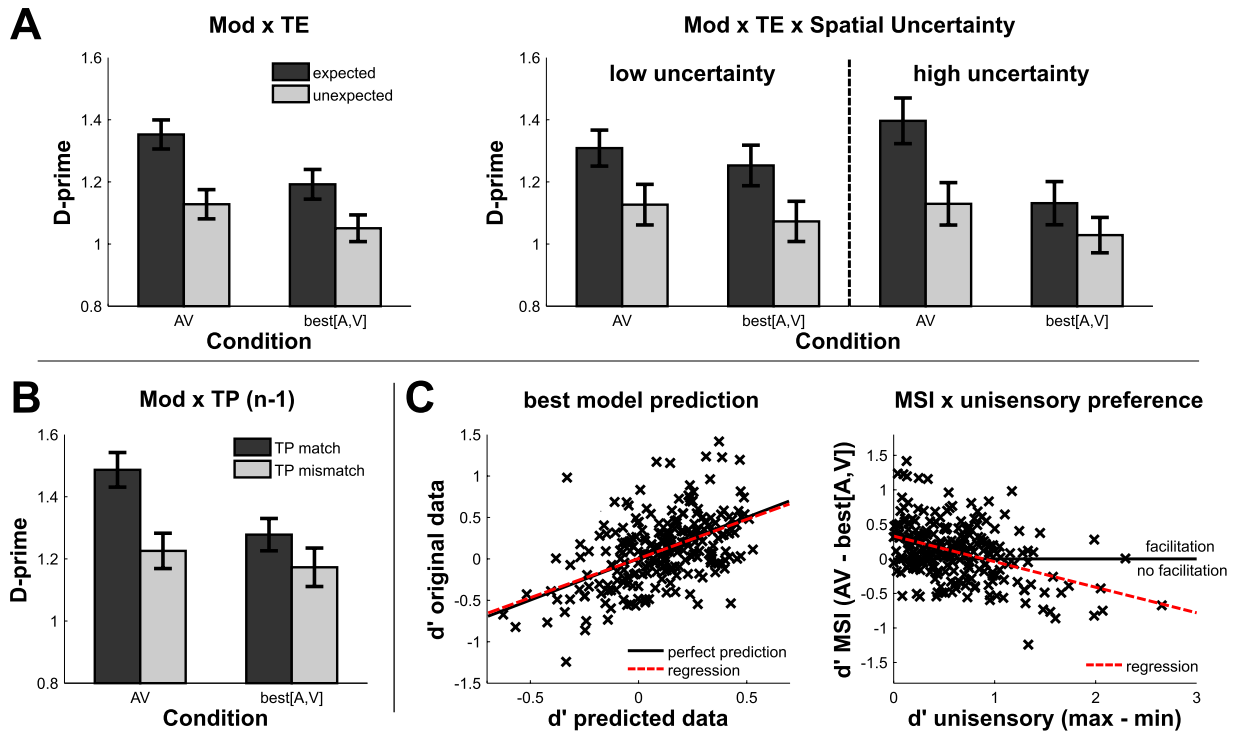 A
Mod x TE
D-prime
1.6
1.4
1.2
1
0.8
expected
unexpected
AV
best[A,V]
Condition
Mod x TE x Spatial Uncertainty
low uncertainty
high uncertainty
D-prime
1.6
1.4
1.2
1
0.8
AV
best[A,V]
AV
best[A,V]
Condition
B
Mod x TP (n-1)
D-prime
1.6
1.4
1.2
1
0.8
TP match
TP mismatch
AV
best[A,V]
Condition
C
best model prediction
d' original data
1.5
1
0.5
0
-0.5
-1
-1.5
perfect prediction
regression
-0.5
0
0.5
d' predicted data
MSI x unisensory preference
d' MSI (AV - best[A,V])
1.5
1
0.5
0
-0.5
-1
-1.5
facilitation
no facilitation
regression
0
1
2
3
d' unisensory (max - min)